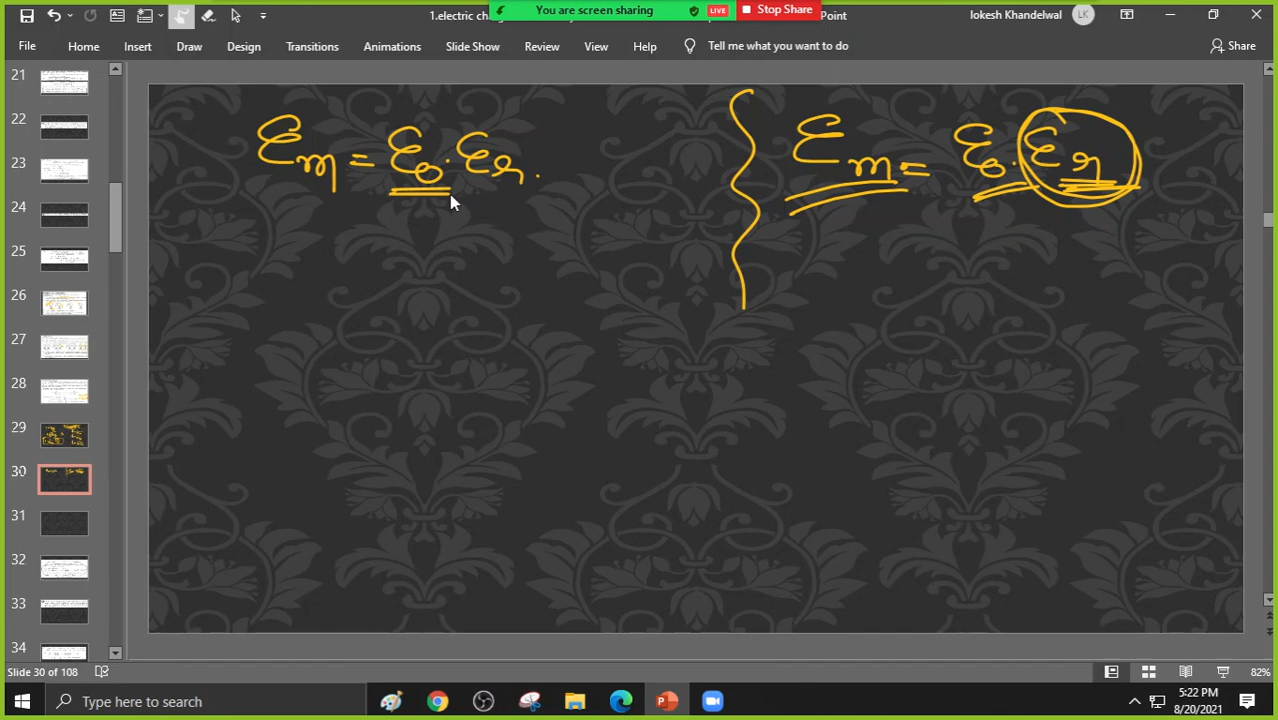 1.electric cha
You are screen sharing
LIVE
Stop Share
Point
lokesh Khandelwal
LK
File
Home
Insert
Draw
Design
Transitions
Animations
Slide Show
Review
View
Help
Tell me what you want to do
Share
21
22
23
24
25
26
27
28
29
30
31
32
33
34
εm = ε0 . εr.
εm = ε0 . εr
Slide 30 of 108
82%
Type here to search
5:22 PM
8/20/2021